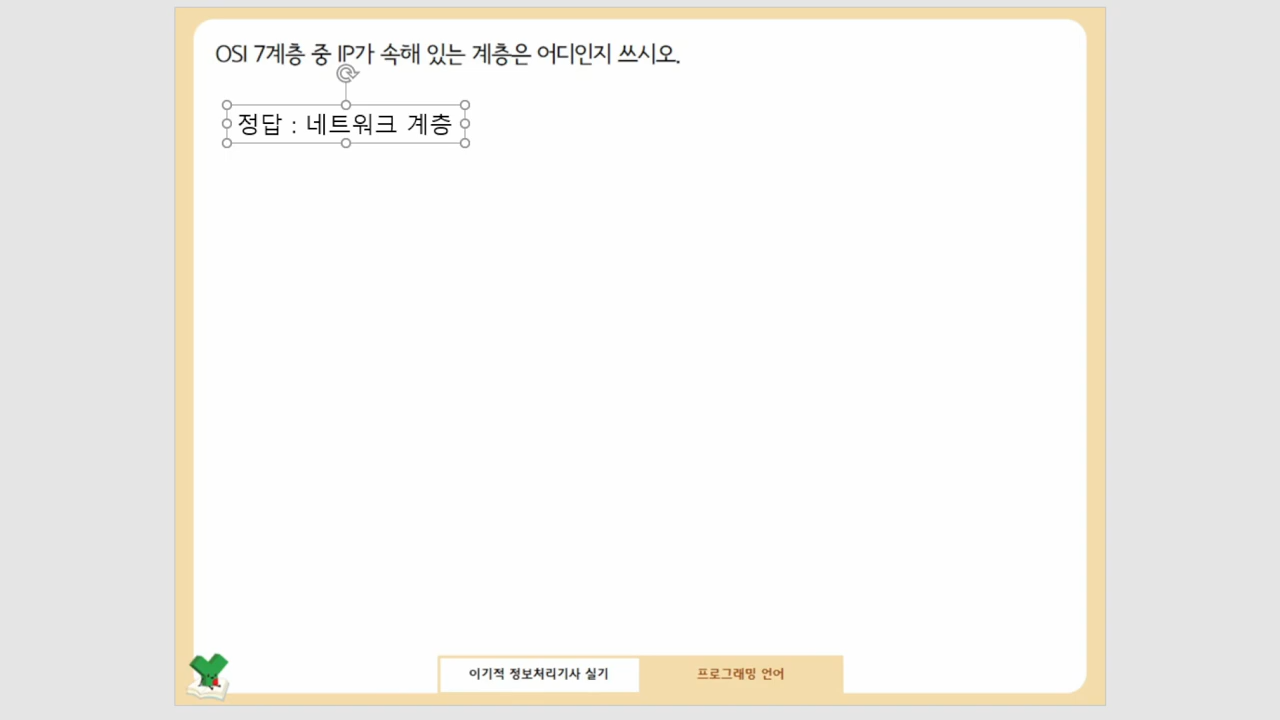 OSI 7계층 중 IP가 속해 있는 계층은 어디인지 쓰시오.
정답 : 네트워크 계층
이기적 정보처리기사 실기
프로그래밍 언어